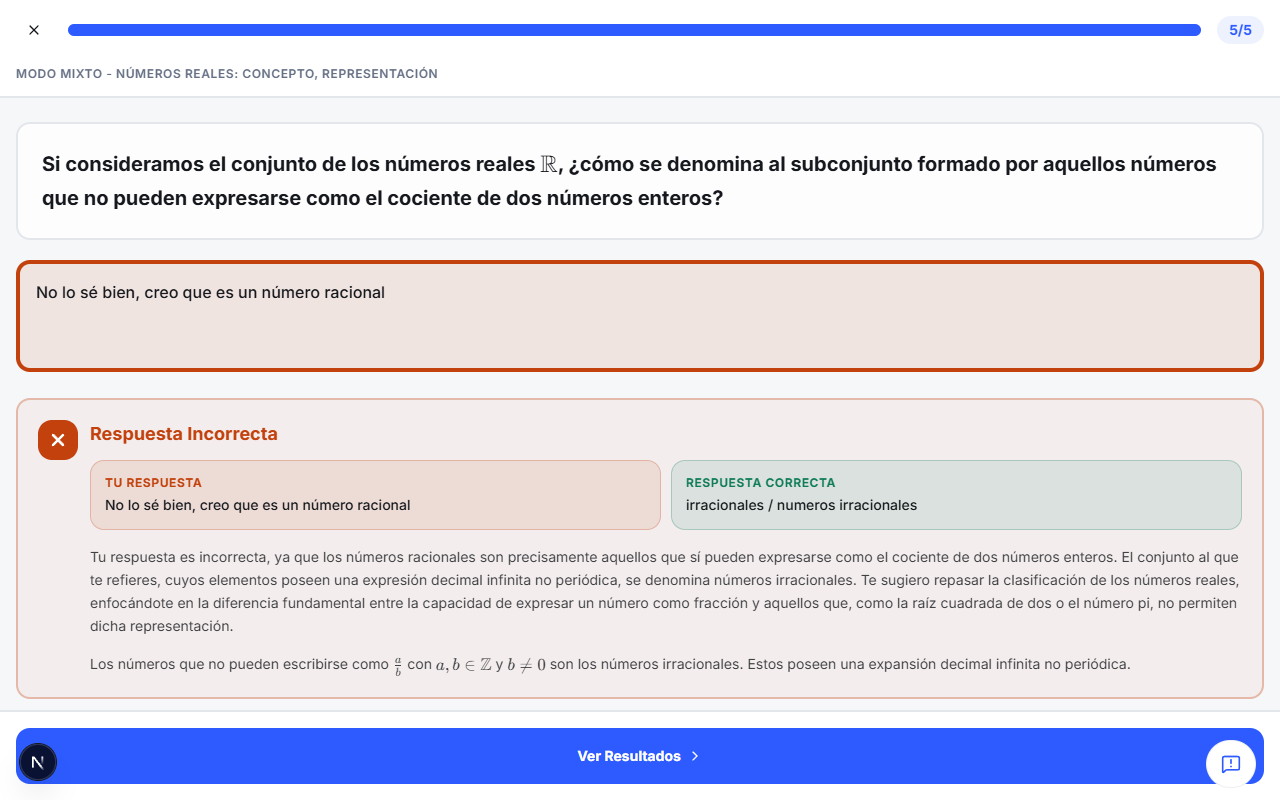 5/5
MODO MIXTO - NÚMEROS REALES: CONCEPTO, REPRESENTACIÓN
Si consideramos el conjunto de los números reales ℝ, ¿cómo se denomina al subconjunto formado por aquellos números
que no pueden expresarse como el cociente de dos números enteros?
No lo sé bien, creo que es un número racional
Respuesta Incorrecta
TU RESPUESTA
No lo sé bien, creo que es un número racional
RESPUESTA CORRECTA
irracionales / numeros irracionales
Tu respuesta es incorrecta, ya que los números racionales son precisamente aquellos que sí pueden expresarse como el cociente de dos números enteros. El conjunto al que
te refieres, cuyos elementos poseen una expresión decimal infinita no periódica, se denomina números irracionales. Te sugiero repasar la clasificación de los números reales,
enfocándote en la diferencia fundamental entre la capacidad de expresar un número como fracción y aquellos que, como la raíz cuadrada de dos o el número pi, no permiten
dicha representación.
Los números que no pueden escribirse como a/b con a, b ∈ ℤ y b ≠ 0 son los números irracionales. Estos poseen una expansión decimal infinita no periódica.
Ver Resultados
N